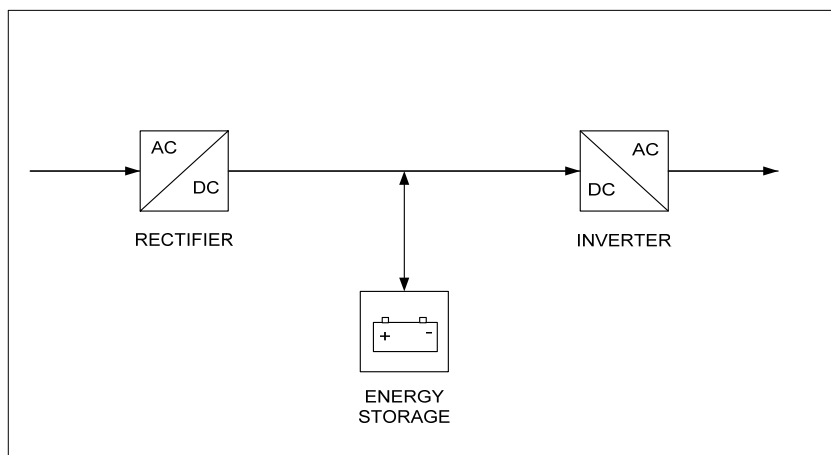 AC
DC
RECTIFIER
AC
DC
INVERTER
+ -
ENERGY
STORAGE